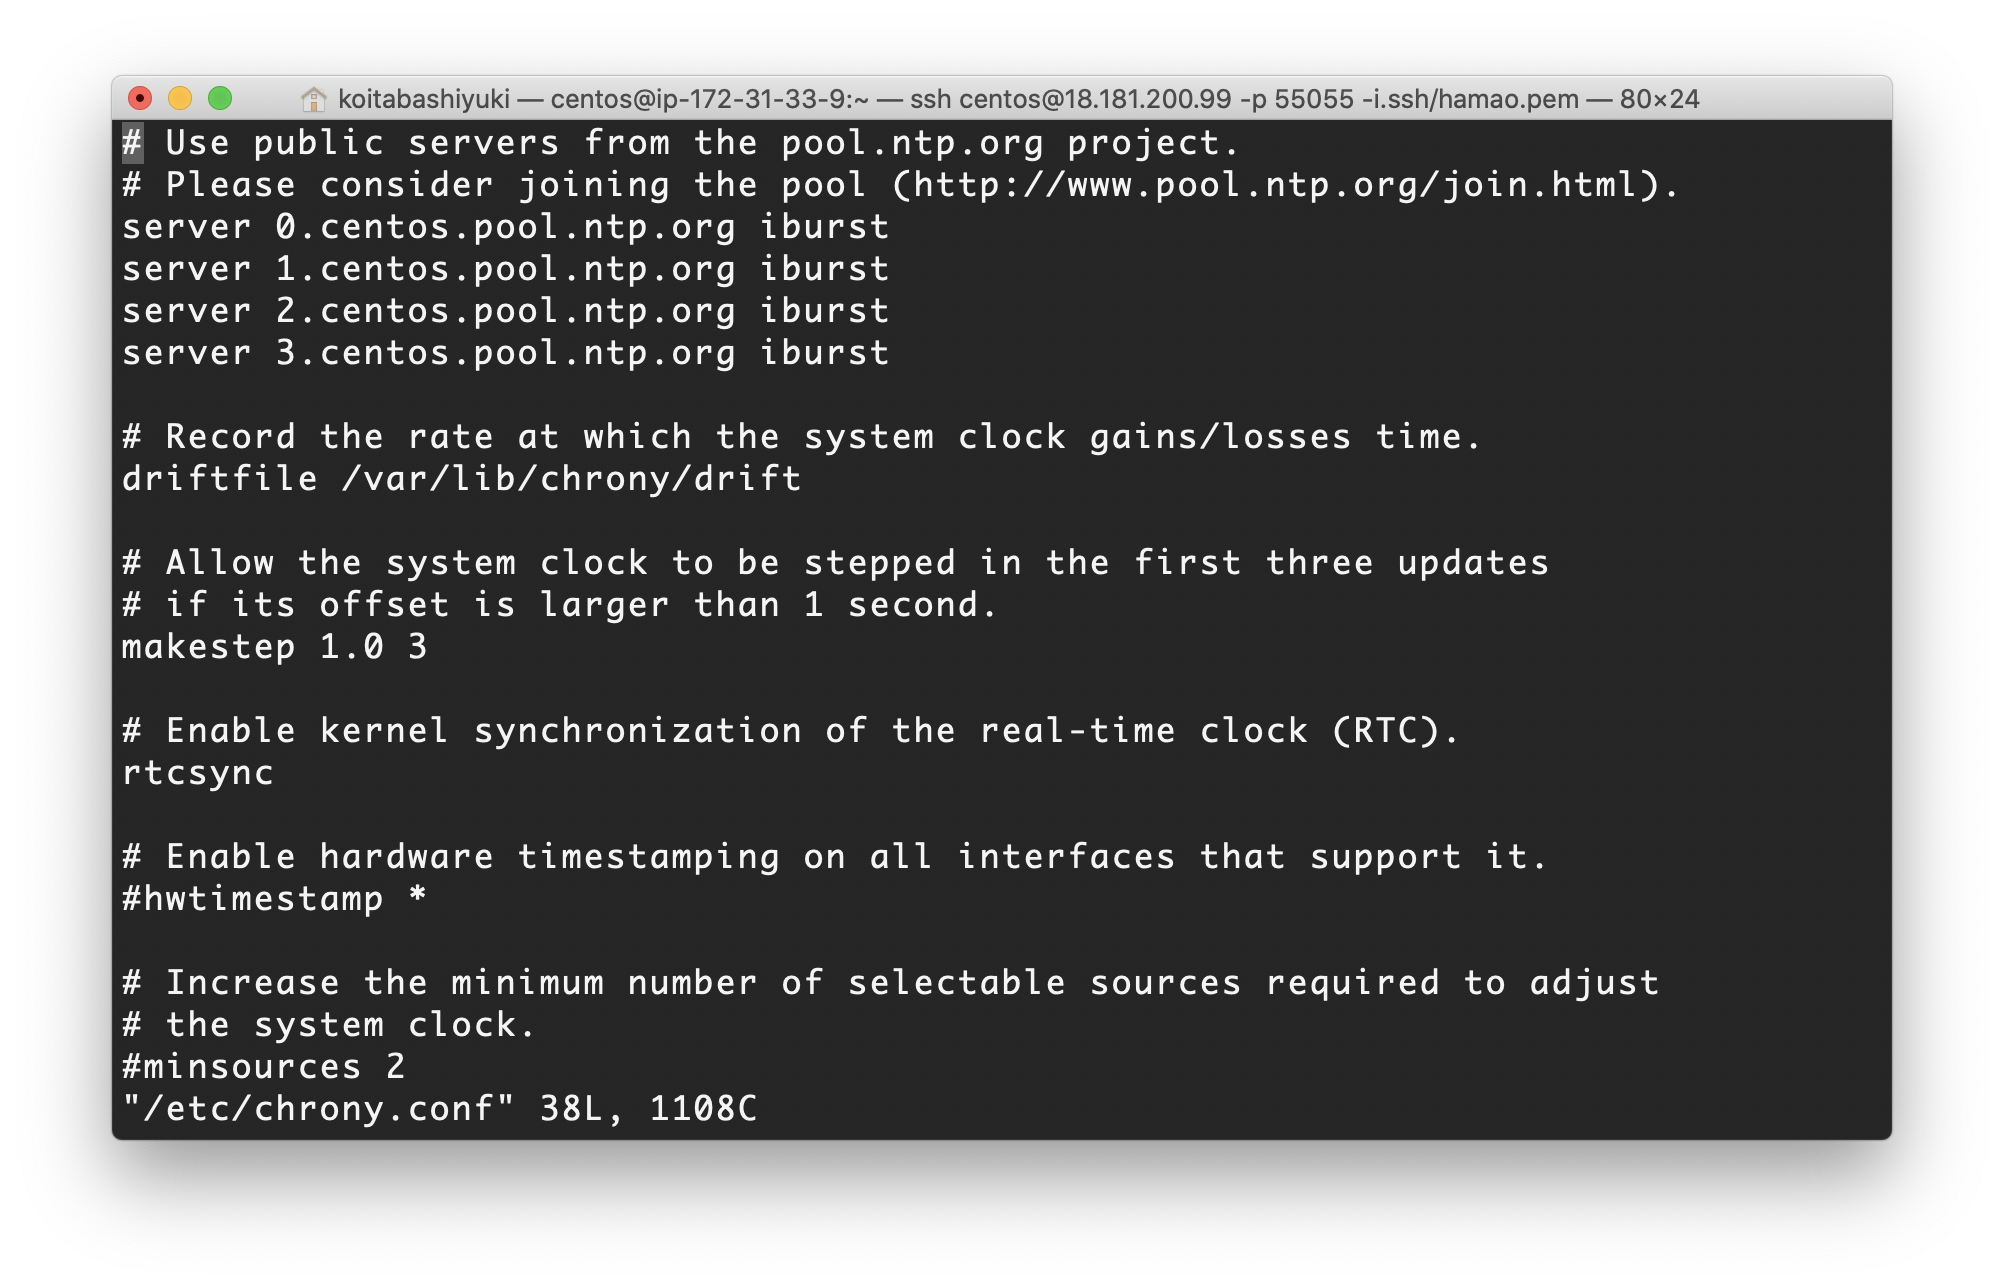 koitabashiyuki — centos@ip-172-31-33-9:~ — ssh centos@18.181.200.99 -p 55055 -i.ssh/hamao.pem — 80×24
# Use public servers from the pool.ntp.org project.
# Please consider joining the pool (http://www.pool.ntp.org/join.html).
server 0.centos.pool.ntp.org iburst
server 1.centos.pool.ntp.org iburst
server 2.centos.pool.ntp.org iburst
server 3.centos.pool.ntp.org iburst

# Record the rate at which the system clock gains/losses time.
driftfile /var/lib/chrony/drift

# Allow the system clock to be stepped in the first three updates
# if its offset is larger than 1 second.
makestep 1.0 3

# Enable kernel synchronization of the real-time clock (RTC).
rtcsync

# Enable hardware timestamping on all interfaces that support it.
#hwtimestamp *

# Increase the minimum number of selectable sources required to adjust
# the system clock.
#minsources 2
"/etc/chrony.conf" 38L, 1108C